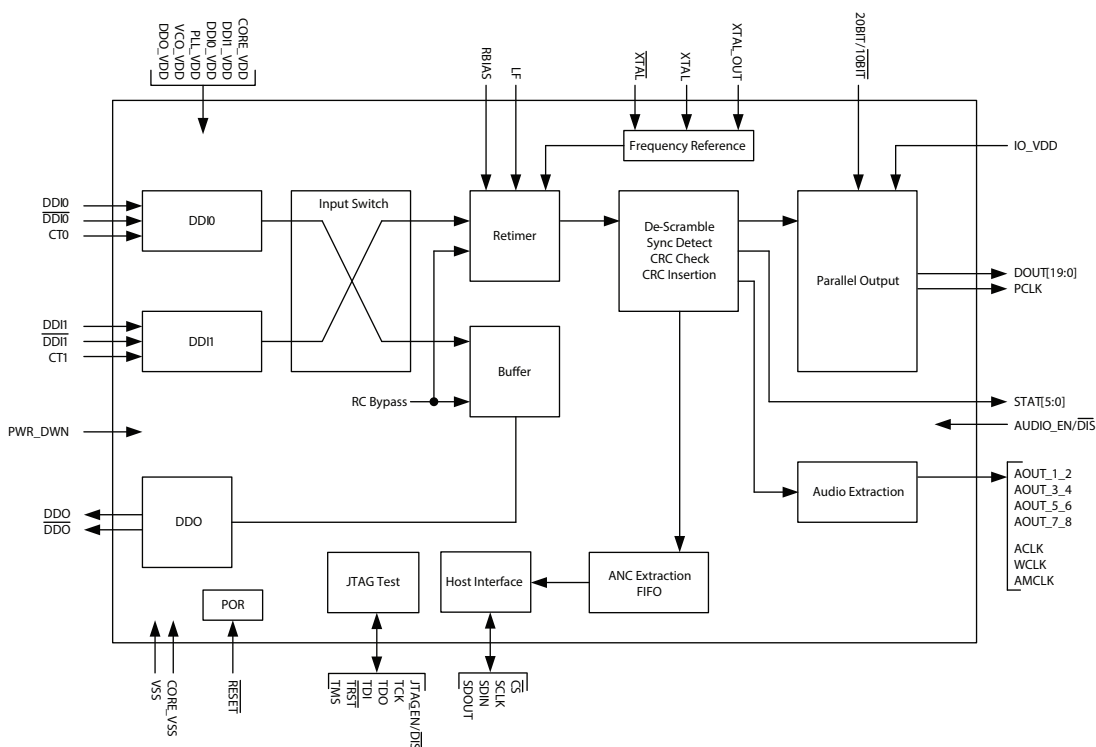 CORE_VDD
DDI1_VDD
DDI0_VDD
PLL_VDD
VCO_VDD
DDO_VDD
RBIAS
LF
XTAL
XTAL
XTAL_OUT
20BIT/10BIT
Frequency Reference
IO_VDD
DDI0
DDI0
CT0
DDI0
Input Switch
Retimer
De-Scramble
Sync Detect
CRC Check
CRC Insertion
Parallel Output
DOUT[19:0]
PCLK
DDI1
DDI1
CT1
DDI1
Buffer
RC Bypass
STAT[5:0]
AUDIO_EN/DIS
PWR_DWN
Audio Extraction
AOUT_1_2
AOUT_3_4
AOUT_5_6
AOUT_7_8
ACLK
WCLK
AMCLK
DDO
DDO
DDO
JTAG Test
Host Interface
ANC Extraction
FIFO
POR
VSS
CORE_VSS
RESET
JTAGEN/DIS
TCK
TDO
TDI
TRST
TMS
CS
SCLK
SDIN
SDOUT